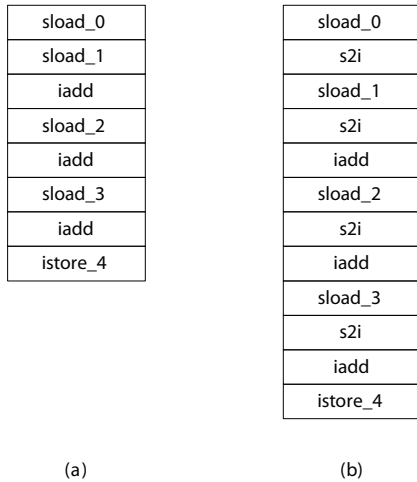 sload_0
sload_1
iadd
sload_2
iadd
sload_3
iadd
istore_4
(a)
sload_0
s2i
sload_1
s2i
iadd
sload_2
s2i
iadd
sload_3
s2i
iadd
istore_4
(b)